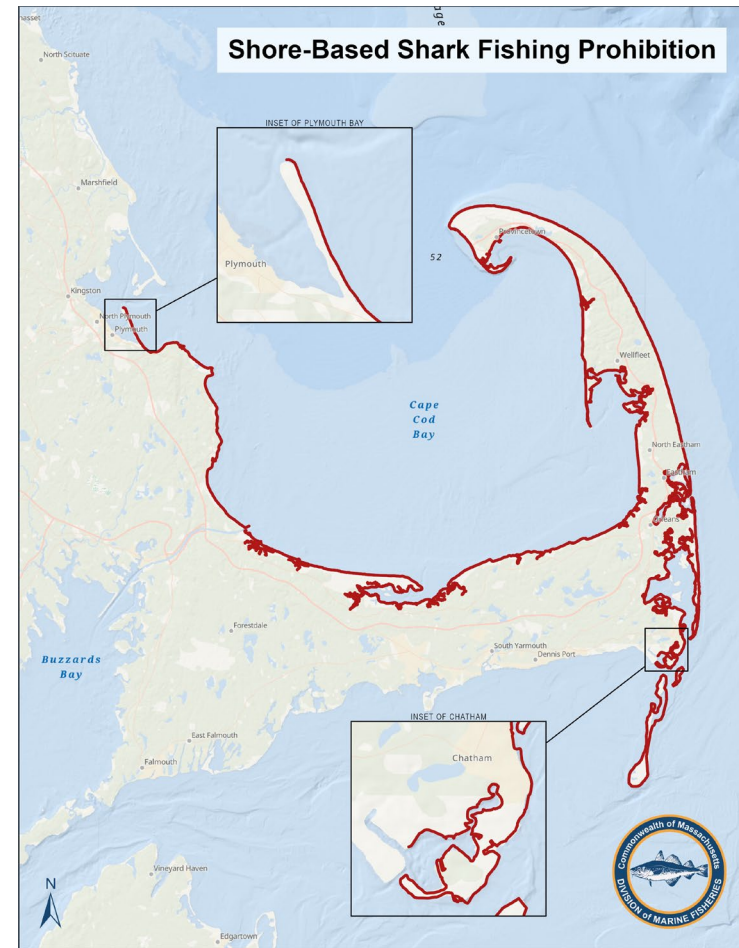 hasset
ge
Shore-Based Shark Fishing Prohibition
North Scituate
INSET OF PLYMOUTH BAY
Marshfield
Plymouth
52
Provincetown
Kingston
North Plymouth
Plymouth
Wellfleet
Cape
Cod
Bay
North Eastham
Eastham
Orleans
Forestdale
South Yarmouth
Dennis Port
Buzzards
Bay
INSET OF CHATHAM
East Falmouth
Chatham
Falmouth
Commonwealth of Massachusetts
DIVISION of MARINE FISHERIES
Vineyard Haven
N
Edgartown